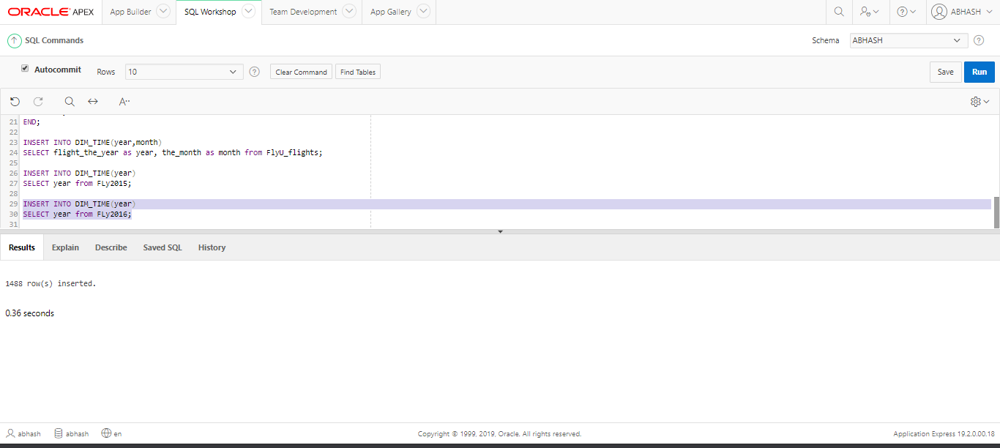 ORACLE® APEX App Builder SQL Workshop Team Development App Gallery ABHASH
SQL Commands Schema ABHASH
Autocommit Rows 10 Clear Command Find Tables Save Run
A··
21 END;
22
23 INSERT INTO DIM_TIME(year,month)
24 SELECT flight_the_year as year, the_month as month from FlyU_flights;
25
26 INSERT INTO DIM_TIME(year)
27 SELECT year from FLy2015;
28
29 INSERT INTO DIM_TIME(year)
30 SELECT year from FLy2016;
31
Results Explain Describe Saved SQL History
1488 row(s) inserted.
0.36 seconds
abhash abhash en Copyright © 1999, 2019, Oracle. All rights reserved. Application Express 19.2.0.00.18